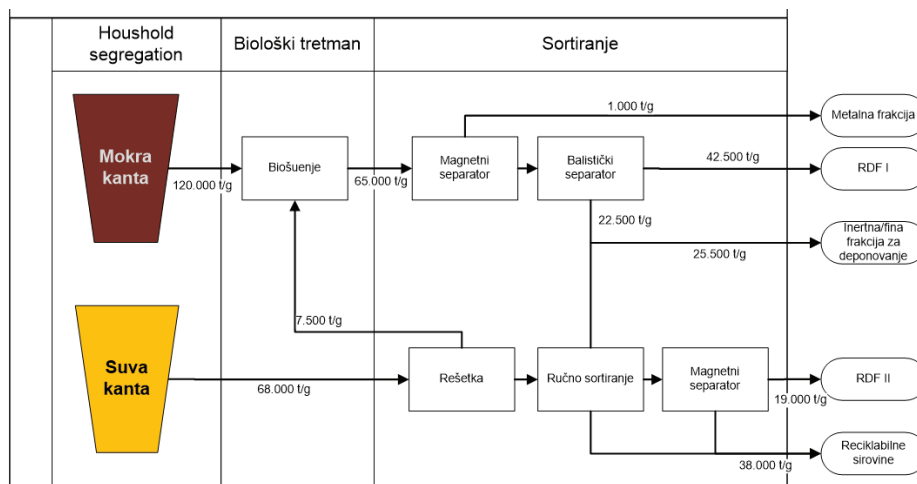 Houshold
segregation
Biološki tretman
Sortiranje
1.000 t/g
Metalna frakcija
Mokra
kanta
120.000 t/g
Biošuenje
65.000 t/g
Magnetni
separator
Balistički
separator
42.500 t/g
RDF I
22.500 t/g
Inertna/fina
frakcija za
deponovanje
25.500 t/g
7.500 t/g
Suva
kanta
68.000 t/g
Rešetka
Ručno sortiranje
Magnetni
separator
19.000 t/g
RDF II
38.000 t/g
Reciklabilne
sirovine